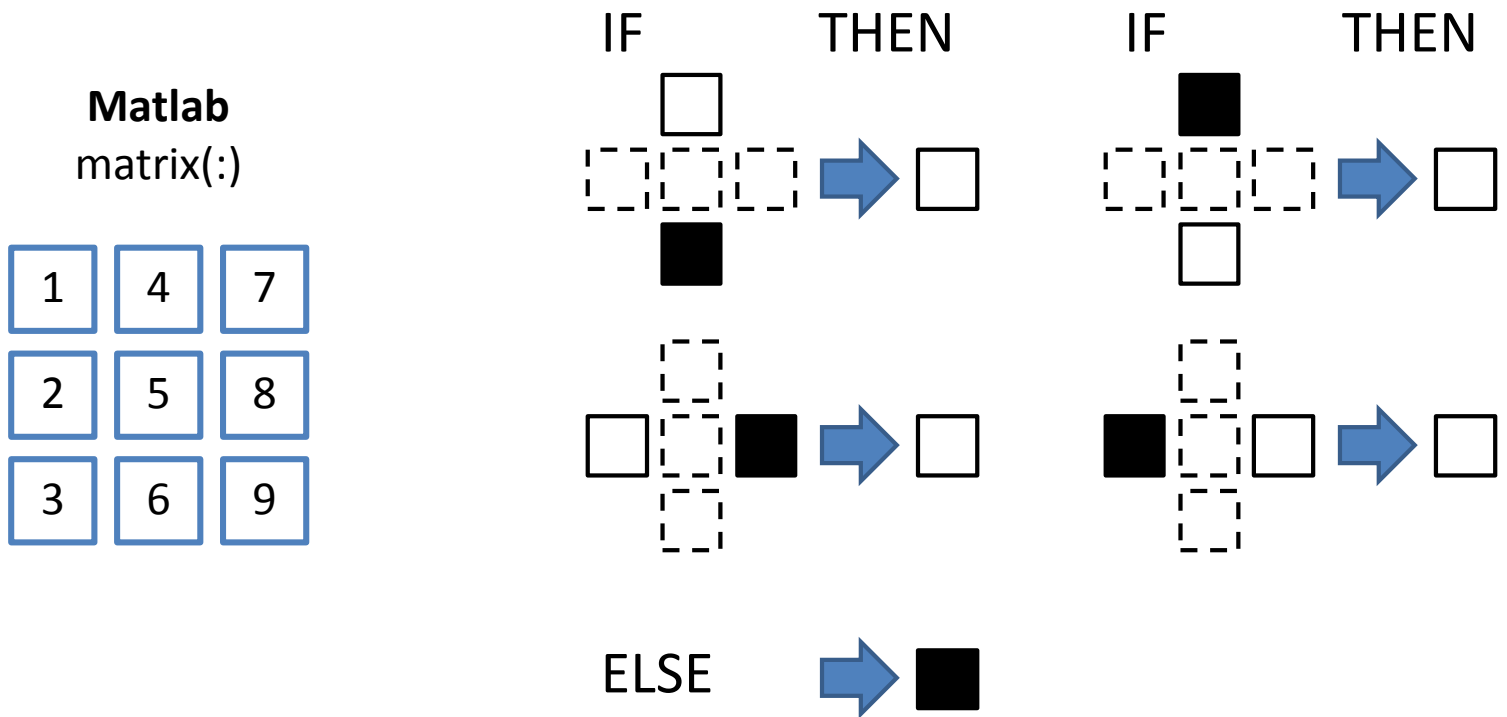 Matlab
matrix(:)
1 4 7
2 5 8
3 6 9
IF THEN IF THEN
ELSE